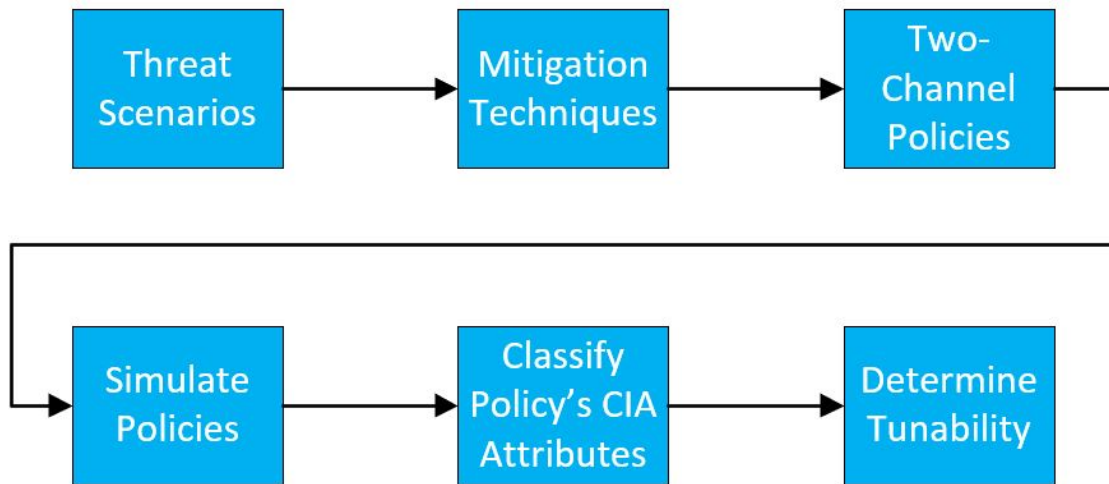 Threat
Scenarios
Mitigation
Techniques
Two-
Channel
Policies
Simulate
Policies
Classify
Policy's CIA
Attributes
Determine
Tunability